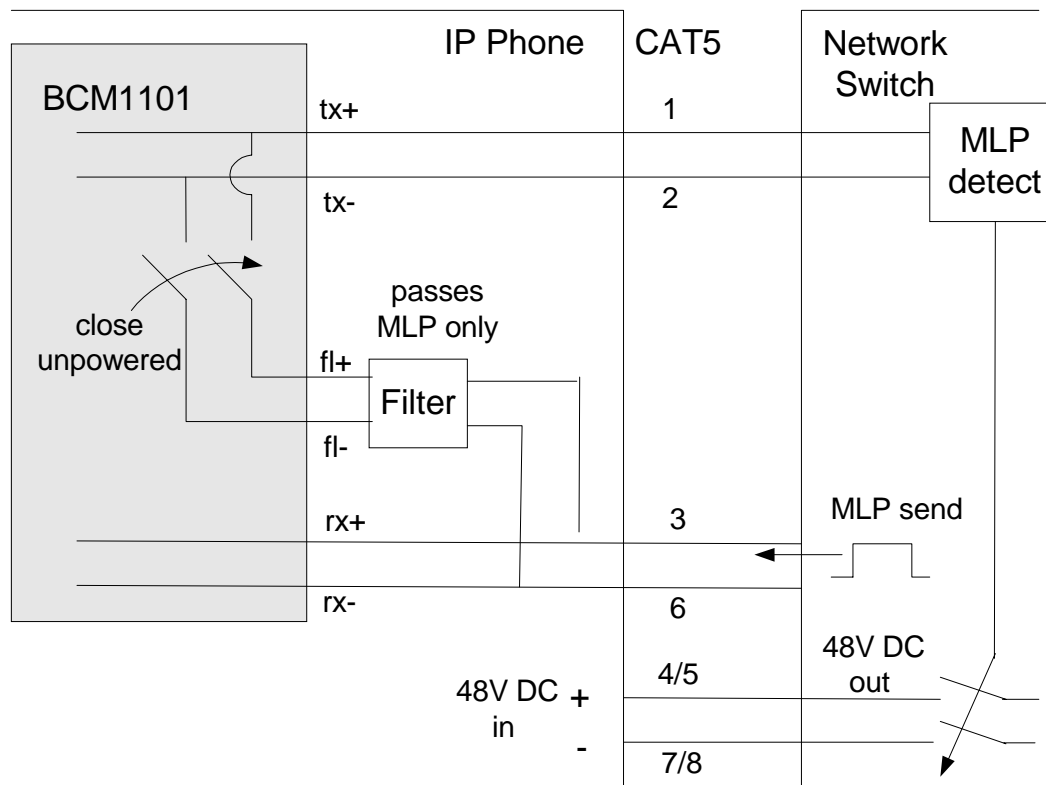 IP Phone
CAT5
Network
Switch
BCM1101
tx+
1
MLP
detect
tx-
2
close
unpowered
passes
MLP only
fl+
Filter
fl-
rx+
3
MLP send
rx-
6
48V DC
in
+
-
4/5
7/8
48V DC
out